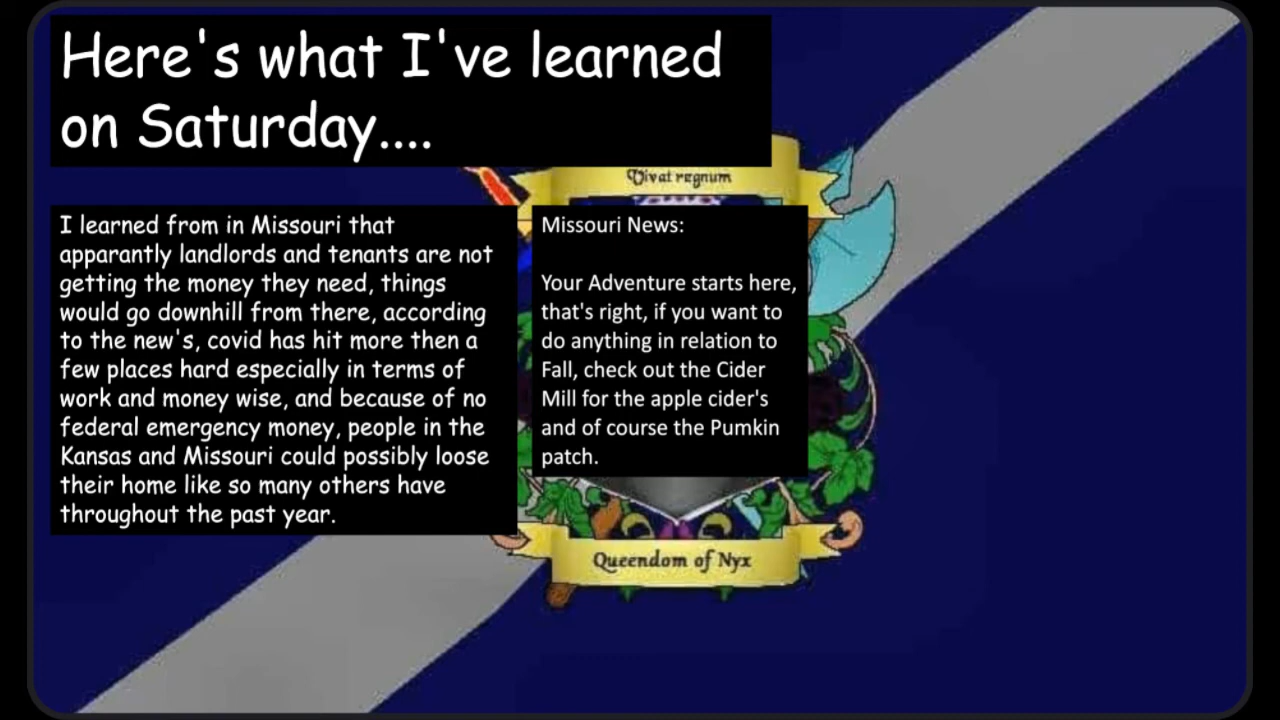 Here's what I've learned
on Saturday....
Vivat regnum
I learned from in Missouri that
apparantly landlords and tenants are not
getting the money they need, things
would go downhill from there, according
to the new's, covid has hit more then a
few places hard especially in terms of
work and money wise, and because of no
federal emergency money, people in the
Kansas and Missouri could possibly loose
their home like so many others have
throughout the past year.
Missouri News:
Your Adventure starts here,
that's right, if you want to
do anything in relation to
Fall, check out the Cider
Mill for the apple cider's
and of course the Pumkin
patch.
Queendom of Nyx